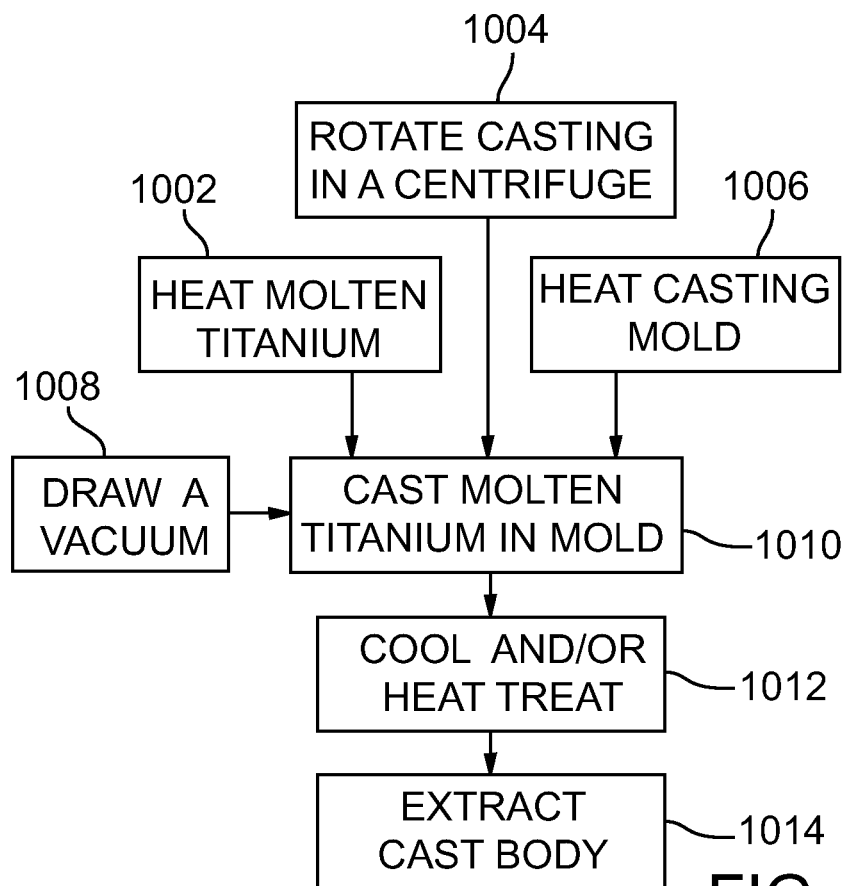 1004
ROTATE CASTING
IN A CENTRIFUGE
1002
1006
HEAT MOLTEN
TITANIUM
HEAT CASTING
MOLD
1008
DRAW A
VACUUM
CAST MOLTEN
TITANIUM IN MOLD
1010
COOL AND/OR
HEAT TREAT
1012
EXTRACT
CAST BODY
1014
FIG